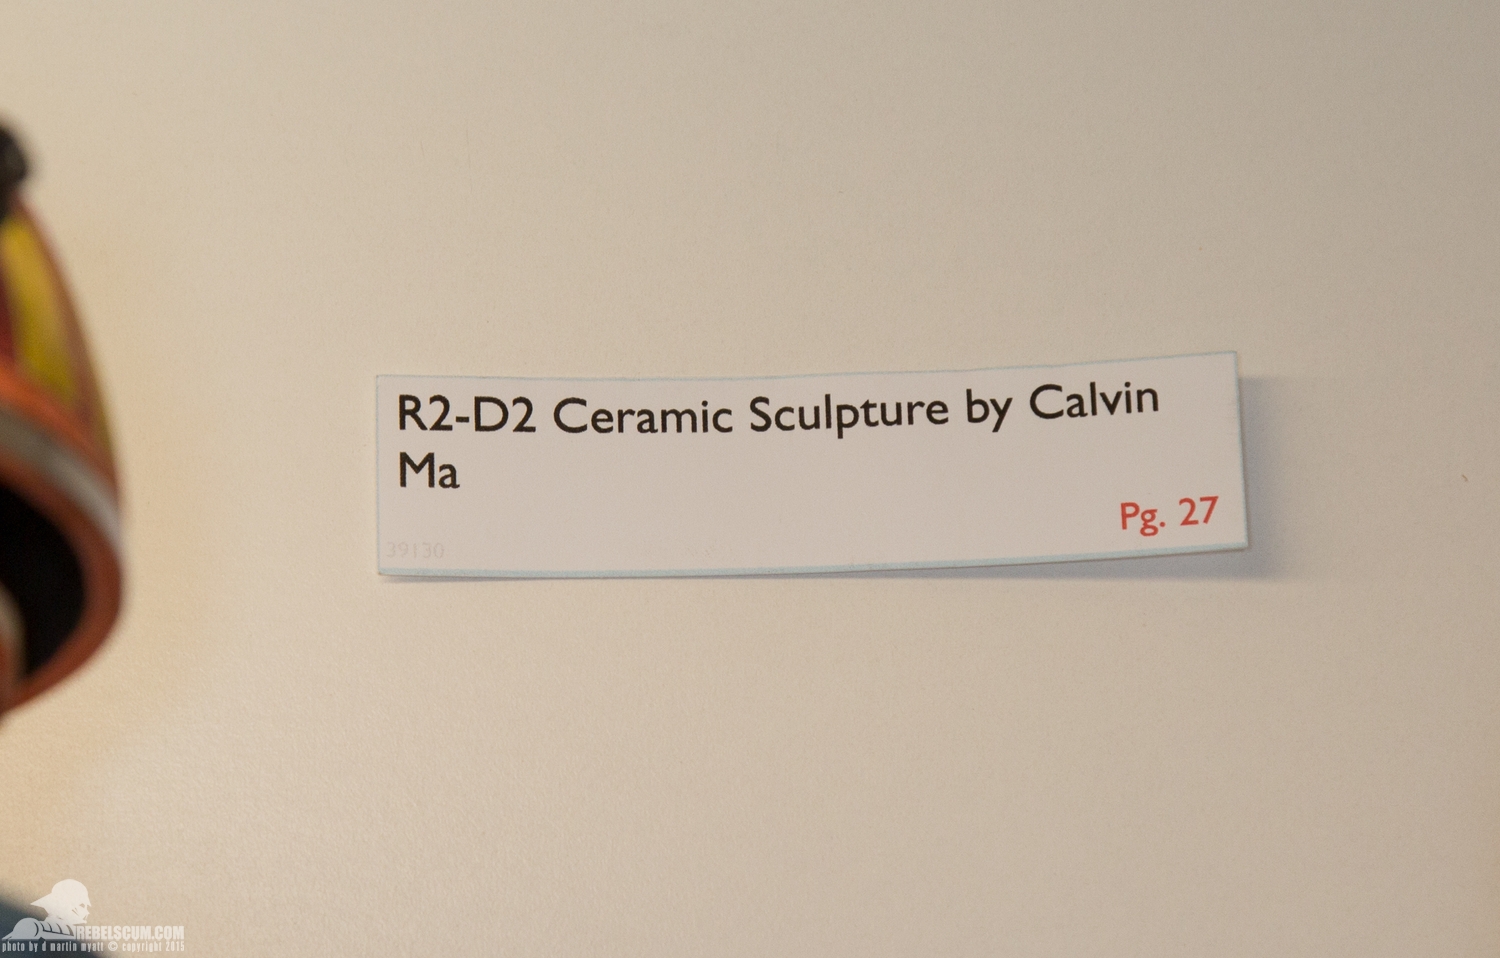 R2-D2 Ceramic Sculpture by Calvin
Ma
Pg. 27
39130
REBELSCUM.COM
photo by d martin myatt © copyright 2015